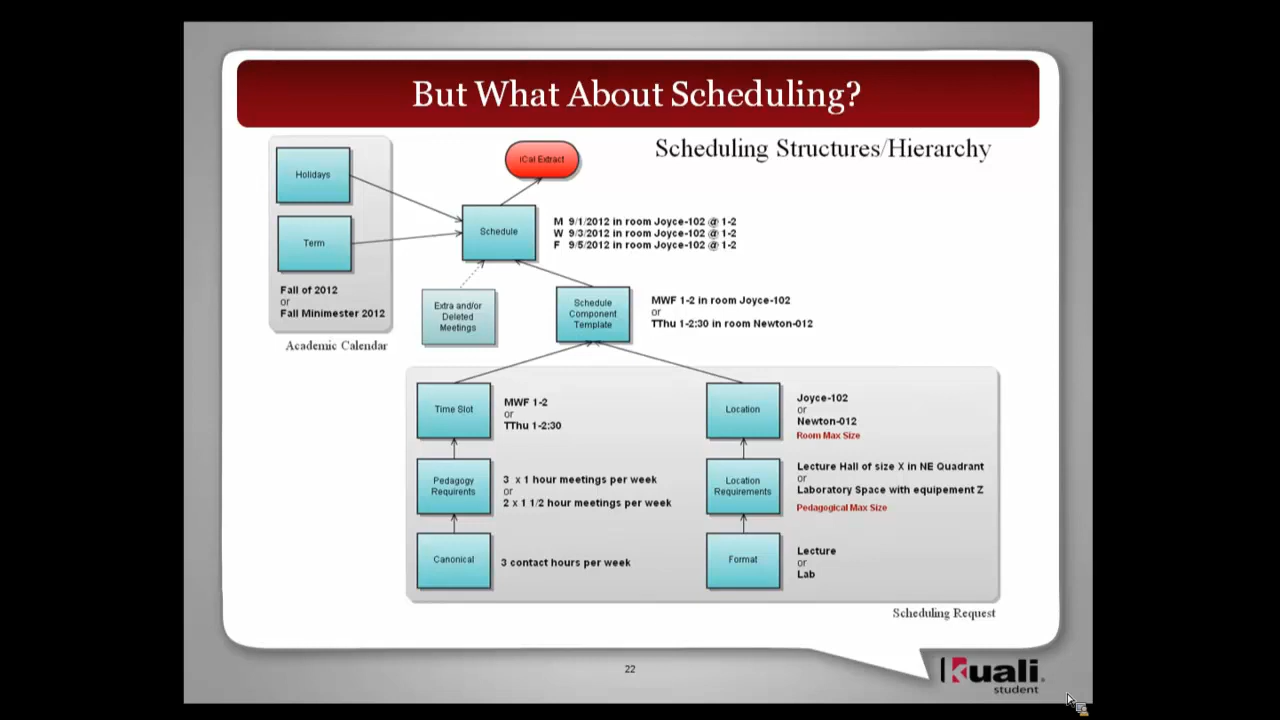 But What About Scheduling?
Scheduling Structures/Hierarchy
iCal Extract
Holidays
Term
Fall of 2012
or
Fall Minimester 2012
Academic Calendar
Schedule
M 9/1/2012 in room Joyce-102 @ 1-2
W 9/3/2012 in room Joyce-102 @ 1-2
F 9/5/2012 in room Joyce-102 @ 1-2
Extra and/or
Deleted
Meetings
Schedule
Component
Template
MWF 1-2 in room Joyce-102
or
TThu 1-2:30 in room Newton-012
Time Slot
MWF 1-2
or
TThu 1-2:30
Location
Joyce-102
or
Newton-012
Room Max Size
Pedagogy
Requirents
3 x 1 hour meetings per week
or
2 x 1 1/2 hour meetings per week
Location
Requirements
Lecture Hall of size X in NE Quadrant
or
Laboratory Space with equipement Z
Pedagogical Max Size
Canonical
3 contact hours per week
Format
Lecture
or
Lab
Scheduling Request
22
kuali
student